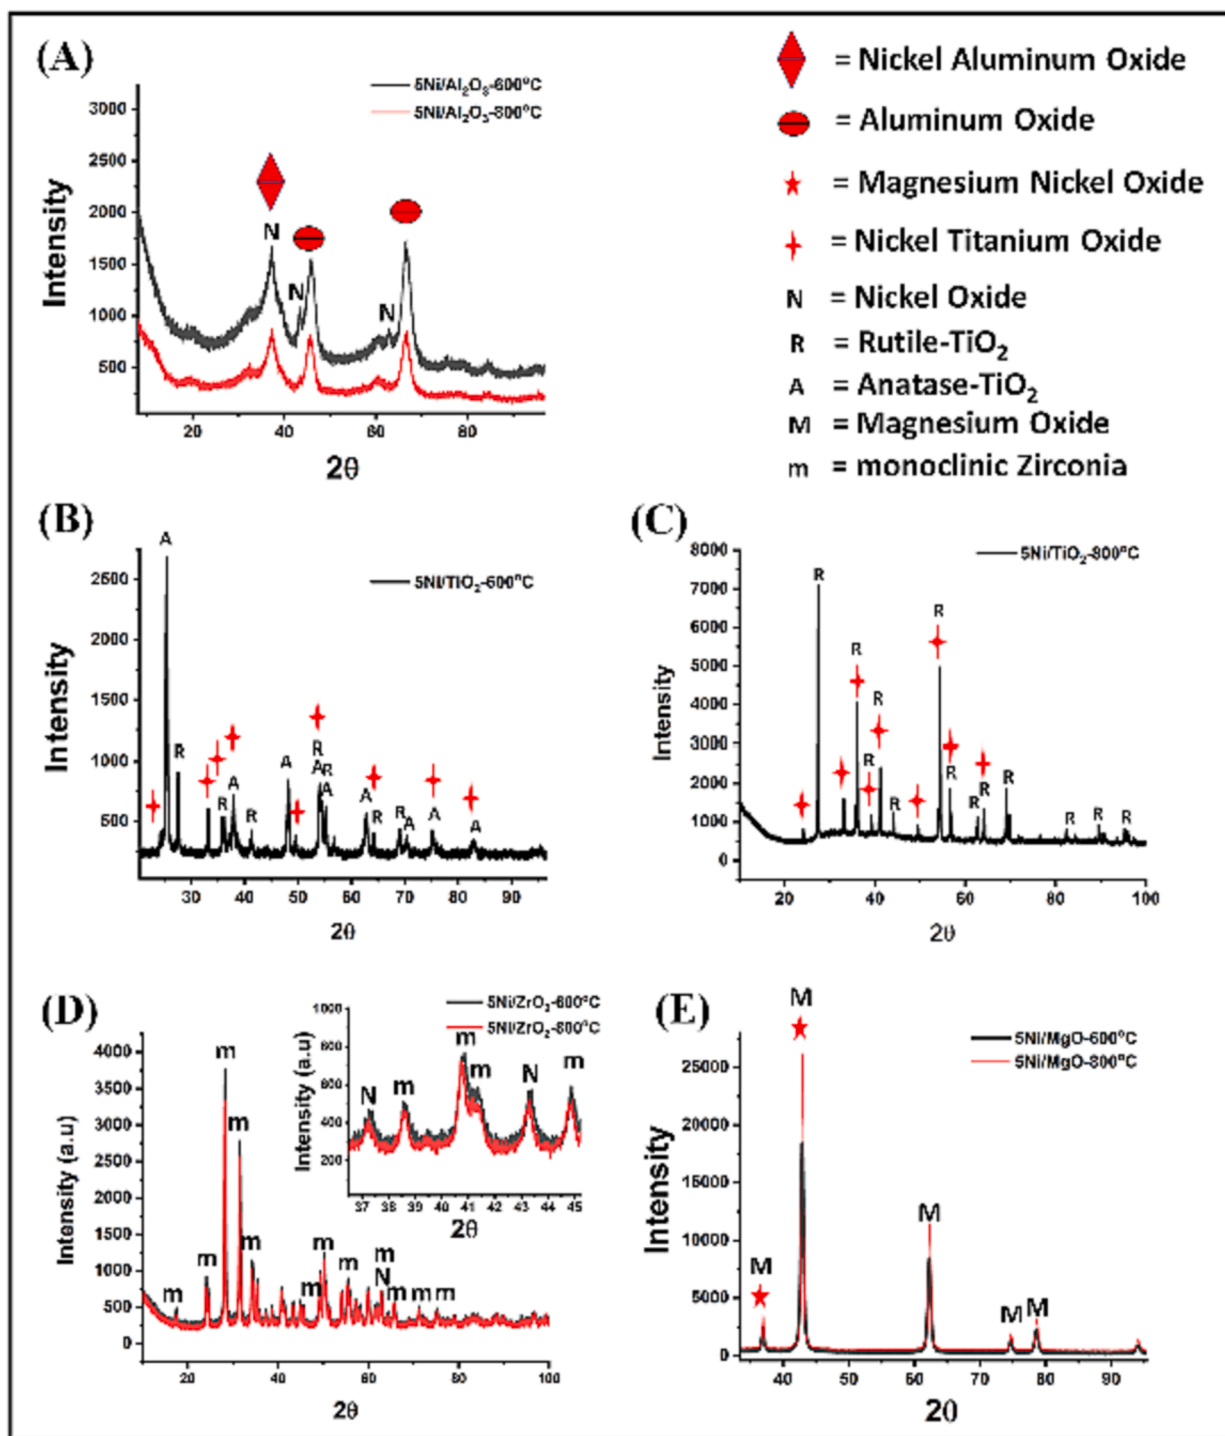 (A)
5Ni/Al2O3-600°C
5Ni/Al2O3-800°C
3000
2500
2000
1500
1000
500
Intensity
N
N
N
20
40
60
80
2θ
= Nickel Aluminum Oxide
= Aluminum Oxide
= Magnesium Nickel Oxide
= Nickel Titanium Oxide
N = Nickel Oxide
R = Rutile-TiO2
A = Anatase-TiO2
M = Magnesium Oxide
m = monoclinic Zirconia
(B)
5Ni/TiO2-600°C
2500
2000
1500
1000
500
Intensity
A
R
R
A
R
A
R
A
R
A
A
R
R
A
A
A
30
40
50
60
70
80
90
2θ
(C)
5Ni/TiO2-800°C
8000
7000
6000
5000
4000
3000
2000
1000
0
Intensity
R
R
R
R
R
R
R
R
R
R
R
R
R
20
40
60
80
100
2θ
(D)
4000
3500
3000
2500
2000
1500
1000
500
0
Intensity (a.u)
m
m
m
m
m
m
m
m
m
N
m
m
m
20
40
60
80
100
2θ
5Ni/ZrO2-600°C
5Ni/ZrO2-800°C
1000
800
600
400
200
Intensity (a.u)
N
m
m
m
N
m
37
38
39
40
41
42
43
44
45
2θ
(E)
5Ni/MgO-600°C
5Ni/MgO-800°C
25000
20000
15000
10000
5000
0
Intensity
M
M
M
M
M
40
50
60
70
80
90
2θ